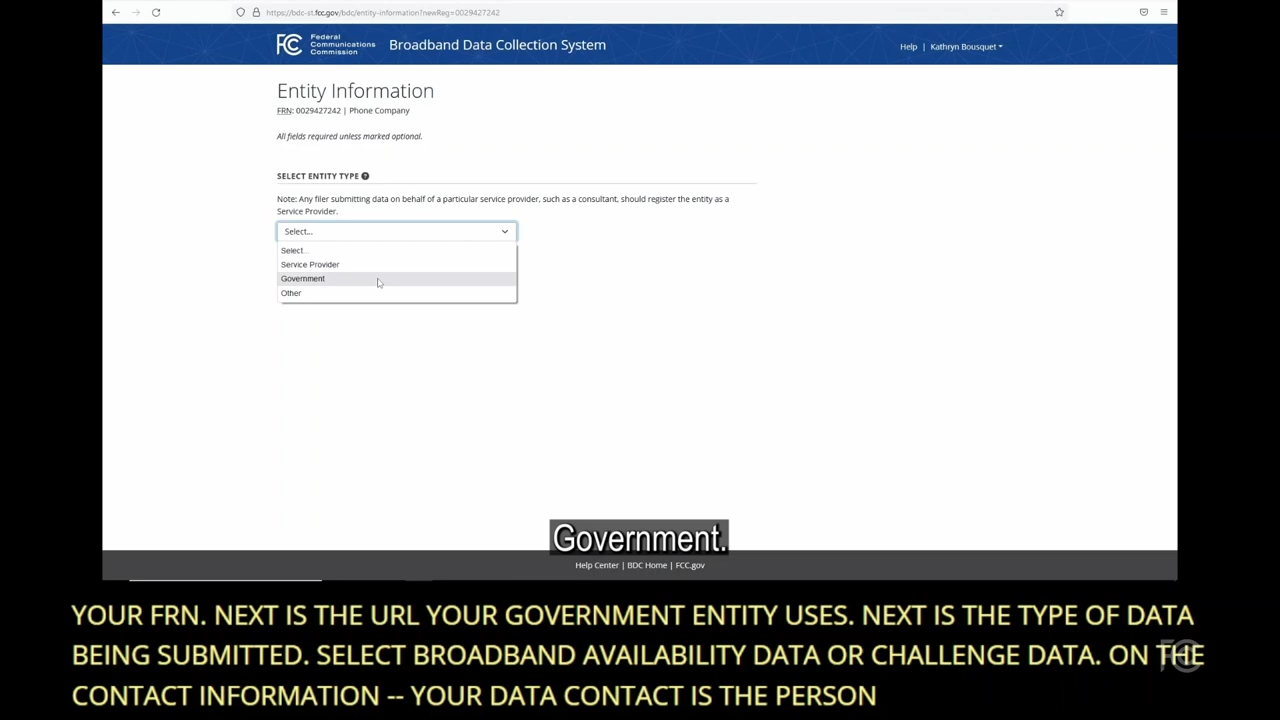 https://bdc-st.fcc.gov/bdc/entity-information?newReg=0029427242
FCC Federal Communications Commission
Broadband Data Collection System
Help | Kathryn Bousquet
Entity Information
FRN: 0029427242 | Phone Company
All fields required unless marked optional.
SELECT ENTITY TYPE ?
Note: Any filer submitting data on behalf of a particular service provider, such as a consultant, should register the entity as a
Service Provider.
Select...
Select...
Service Provider
Government
Other
Government.
Help Center | BDC Home | FCC.gov
YOUR FRN. NEXT IS THE URL YOUR GOVERNMENT ENTITY USES. NEXT IS THE TYPE OF DATA
BEING SUBMITTED. SELECT BROADBAND AVAILABILITY DATA OR CHALLENGE DATA. ON THE
CONTACT INFORMATION -- YOUR DATA CONTACT IS THE PERSON
FCC